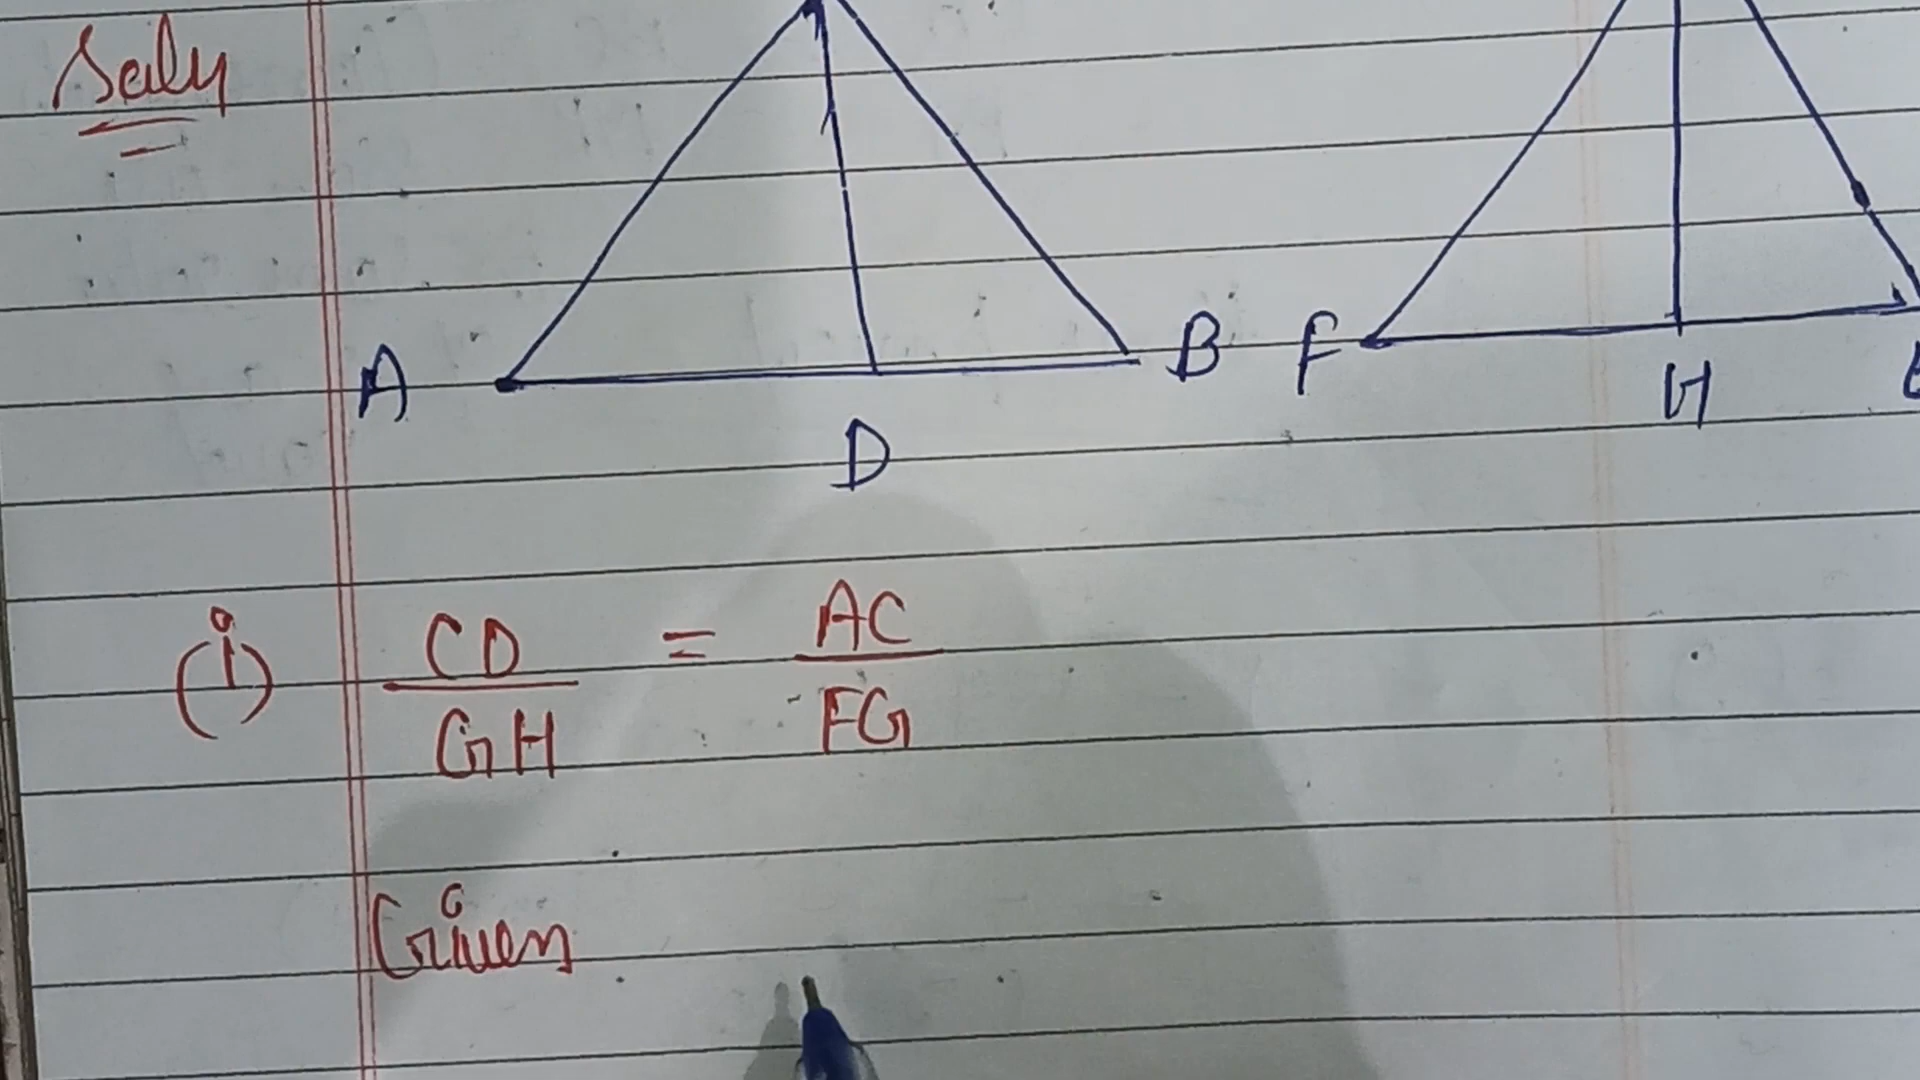 Soln
A
B
F
H
D
(i) CD/GH = AC/FG
Given